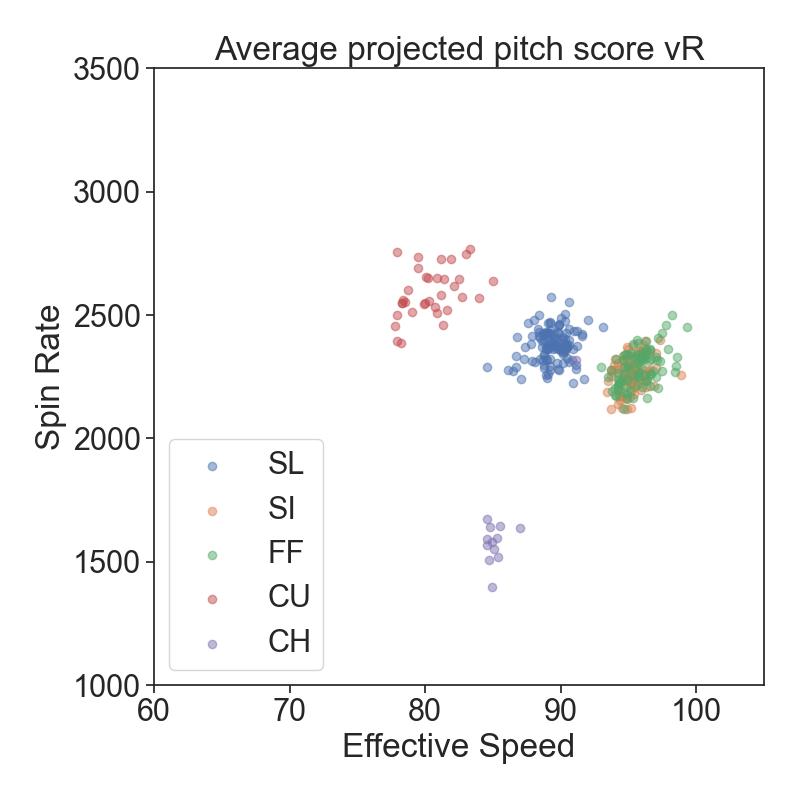 Average projected pitch score vR
3500
3000
2500
2000
1500
1000
Spin Rate
SL
SI
FF
CU
CH
60
70
80
90
100
Effective Speed